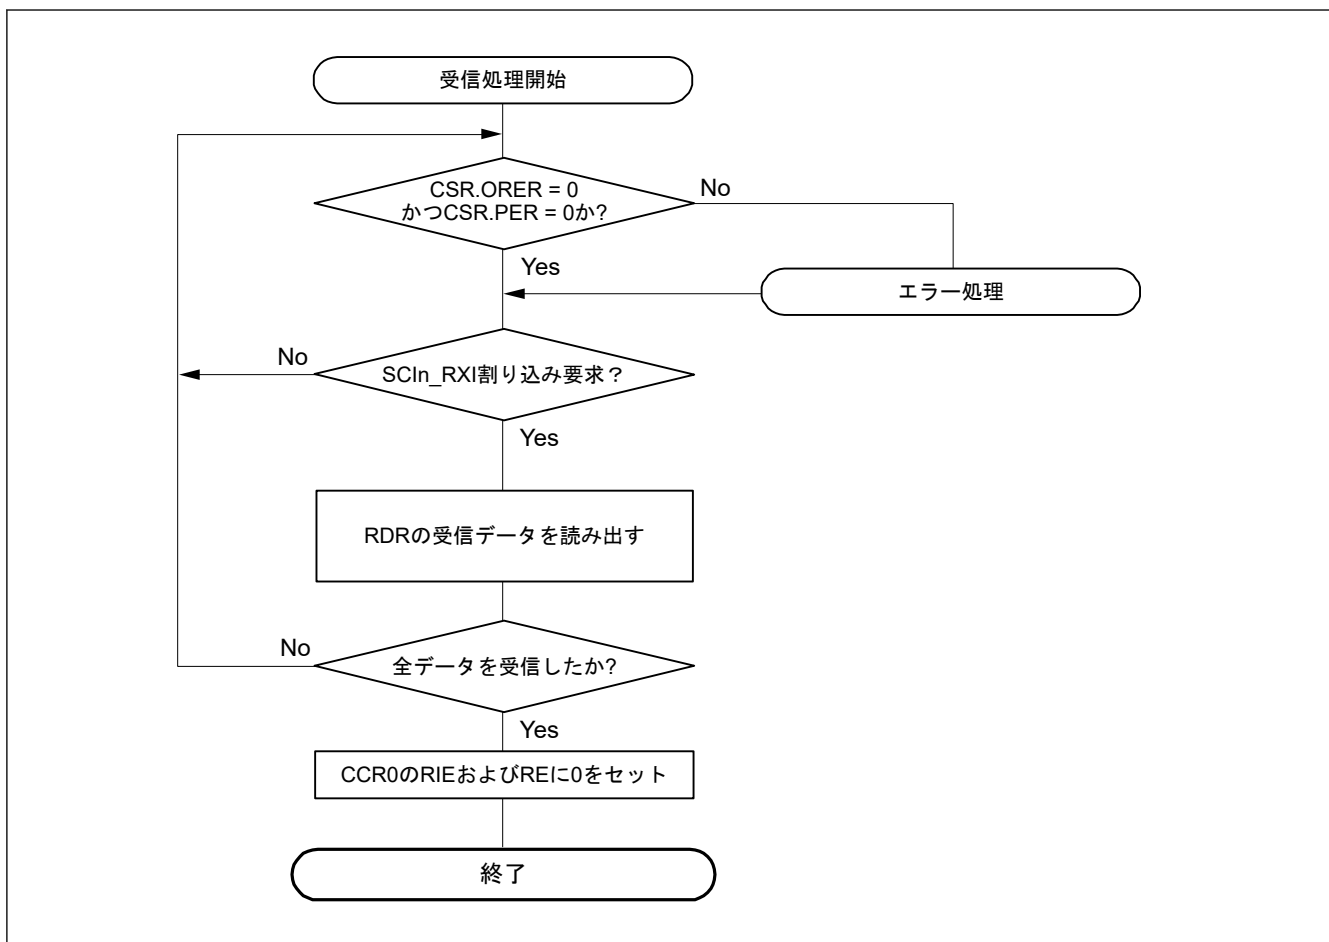 受信処理開始
CSR.ORER = 0
かつCSR.PER = 0か?
No
Yes
エラー処理
No
SCIn_RXI割り込み要求？
Yes
RDRの受信データを読み出す
No
全データを受信したか?
Yes
CCR0のRIEおよびREに0をセット
終了